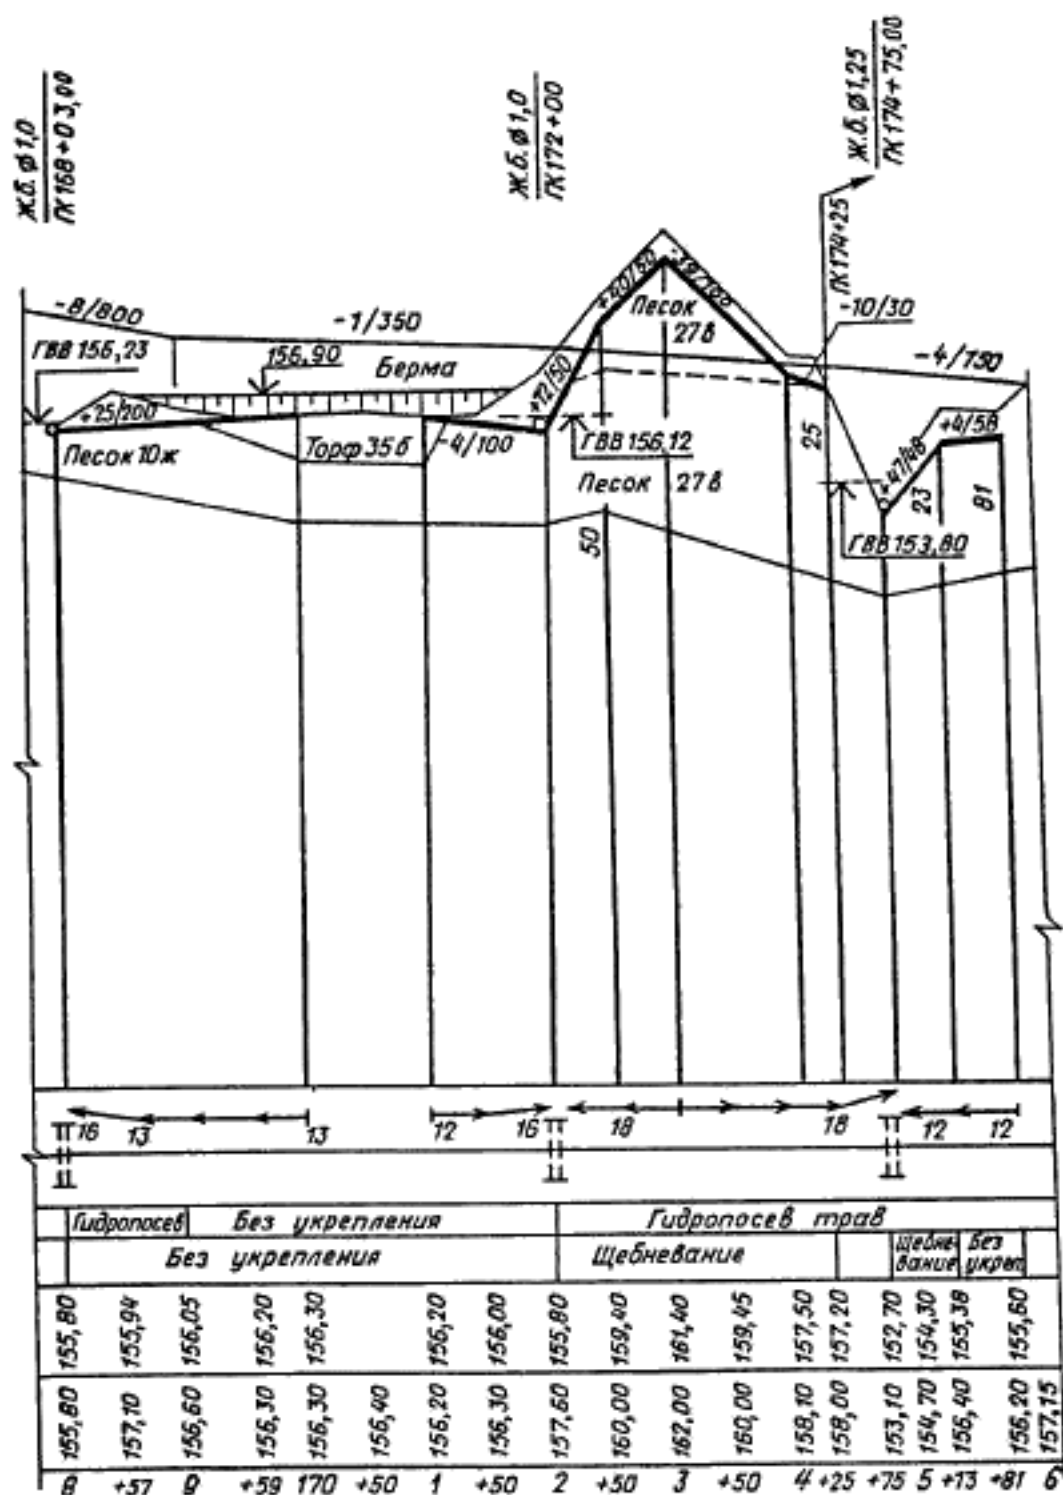 Ж.б. ø 1,0
ПК 168 + 03,00
Ж.б. ø 1,0
ПК172+00
Ж.б. ø 1,25
ПК 174+75,00
ПК174+25
-8/800
-1/350
+40/50
-39/100
-10/30
-4/150
ГВВ 156,23
156,90
Берма
Песок
27в
+25/200
+72/50
+4/58
Песок 10ж
Торф 35б
-4/100
ГВВ 156,12
25
+47/48
23
81
Песок 27в
50
ГВВ 153,80
16 13 13 12 16 18 18 12 12
Гидропосев Без укрепления Гидропосев трав
Без укрепления Щебневание Щебне-вание Без укреп
155,80 155,94 156,05 156,20 156,30 156,20 156,00 155,80 159,40 161,40 159,45 157,50 157,20 152,70 154,30 155,38 155,60
155,80 157,10 156,60 156,30 156,30 156,40 156,20 156,30 157,60 160,00 162,00 160,00 158,10 158,00 153,10 154,70 156,40 156,20 157,15
8 +57 9 +59 170 +50 1 +50 2 +50 3 +50 4 +25 +75 5 +13 +81 6